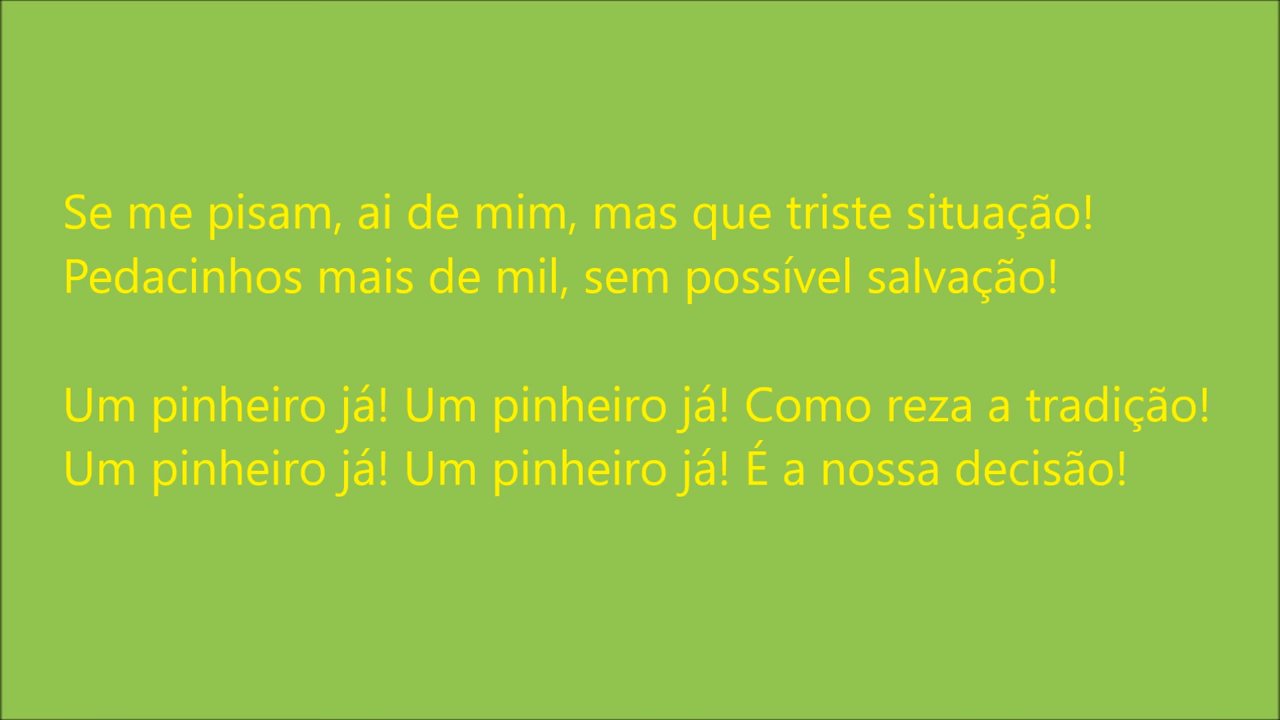 Se me pisam, ai de mim, mas que triste situação!
Pedacinhos mais de mil, sem possível salvação!
Um pinheiro já! Um pinheiro já! Como reza a tradição!
Um pinheiro já! Um pinheiro já! É a nossa decisão!